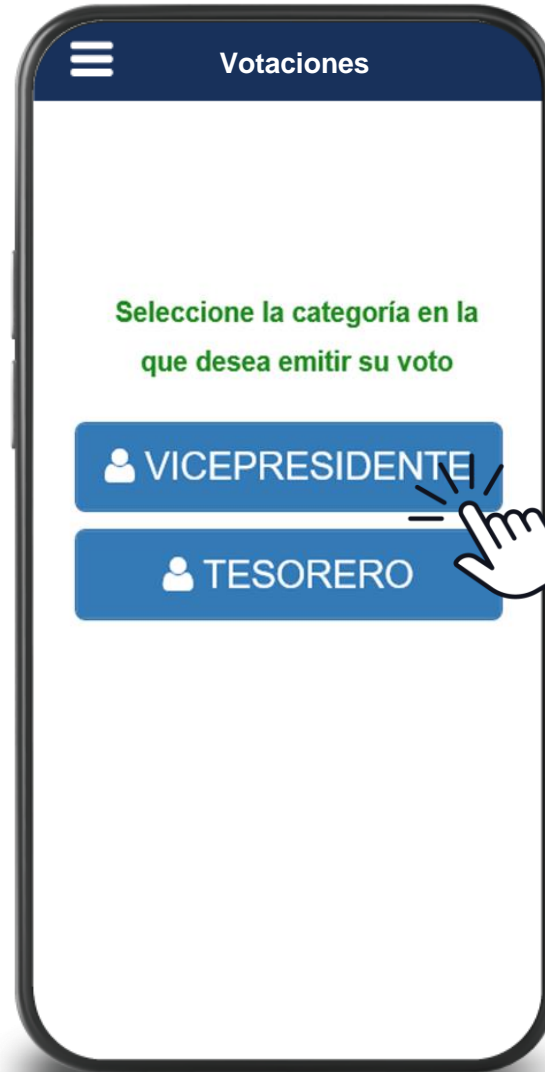 Votaciones
Seleccione la categoría en la
que desea emitir su voto
VICEPRESIDENTE
TESORERO